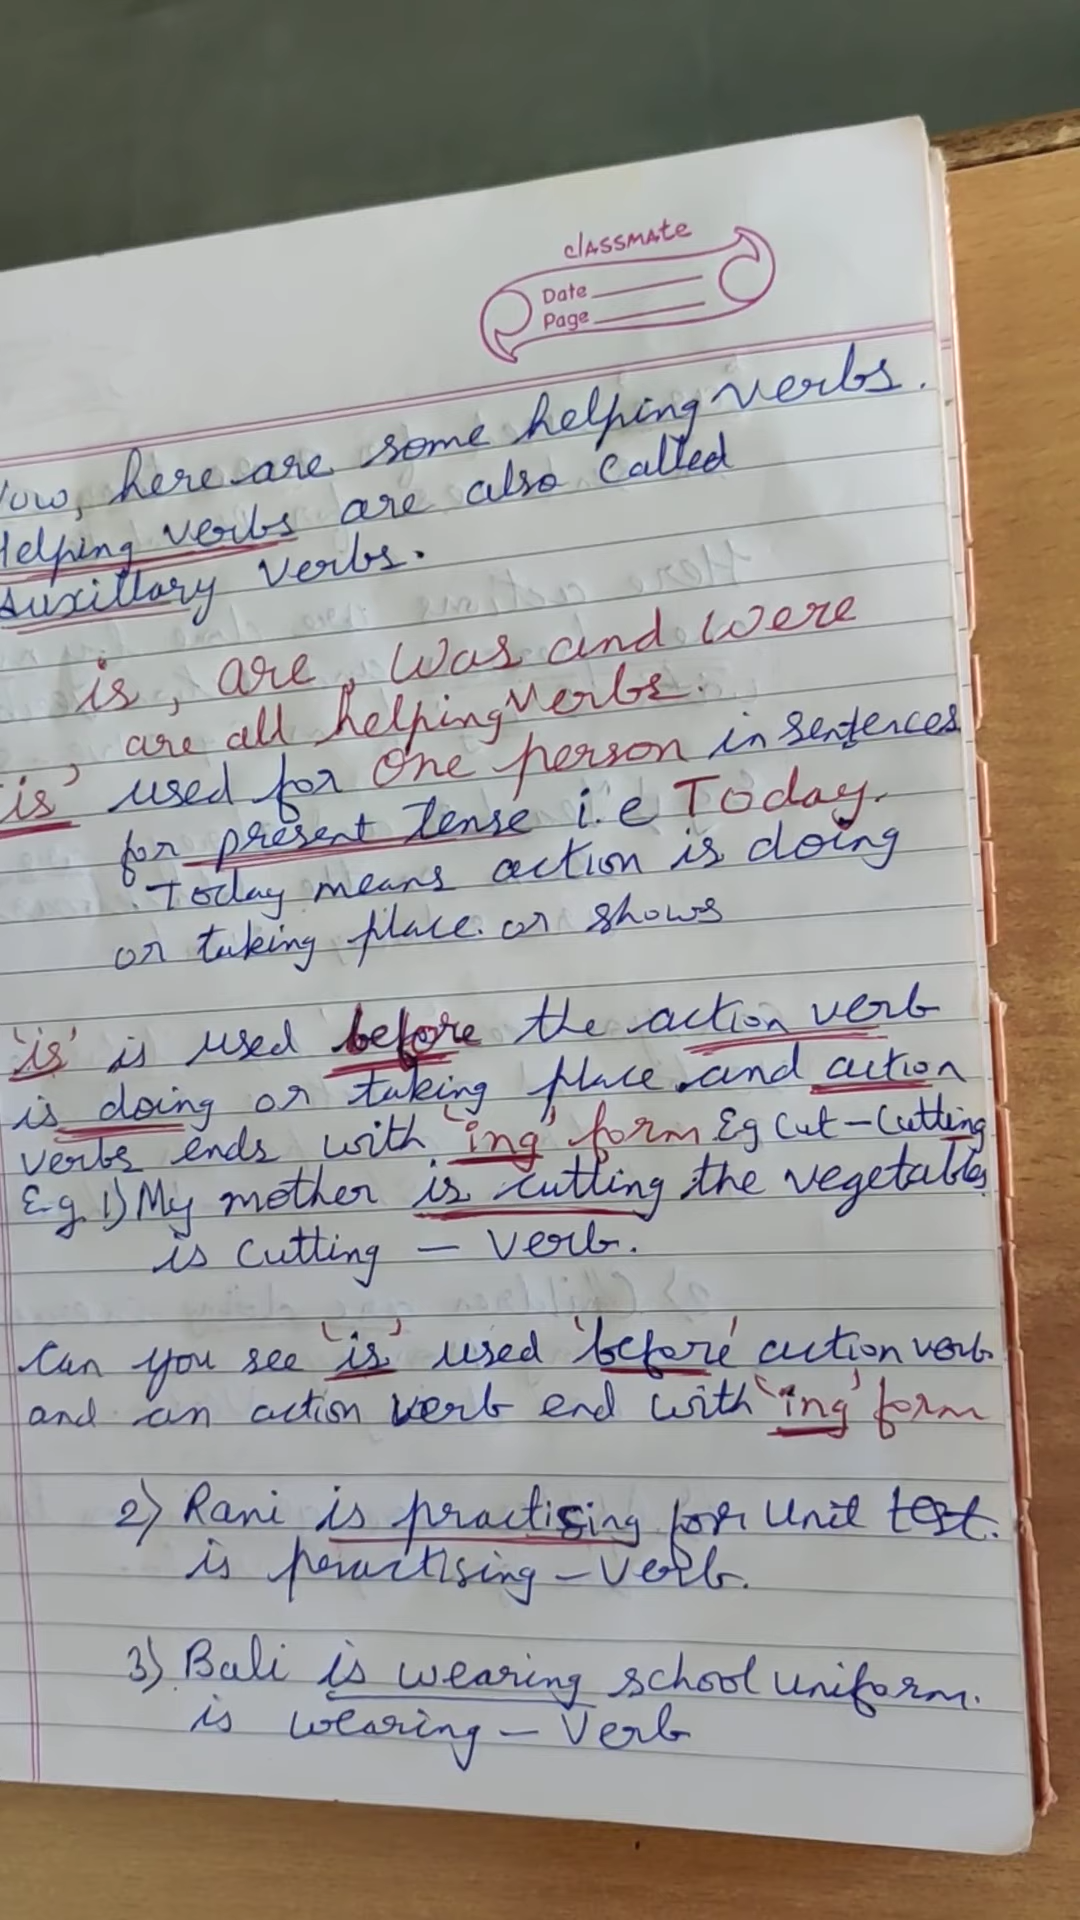 classmate
Date
Page
Now, here are some helping verbs.
Helping verbs are also called
Auxillary verbs.
is, are, was and were
are all helping verbs.
'is' used for One person in sentences
for present tense i.e Today.
Today means action is doing
or taking place. or shows
'is' is used before the action verb
is doing or taking place and action
verbs ends with 'ing' form Eg Cut - Cutting
E.g. 1) My mother is cutting the vegetables
is cutting - verb.
Can you see 'is' used 'before' action verb
and an action verb end with 'ing' form
2) Rani is practising for Unit test.
is practising - Verb.
3) Bali is wearing school uniform.
is wearing - Verb